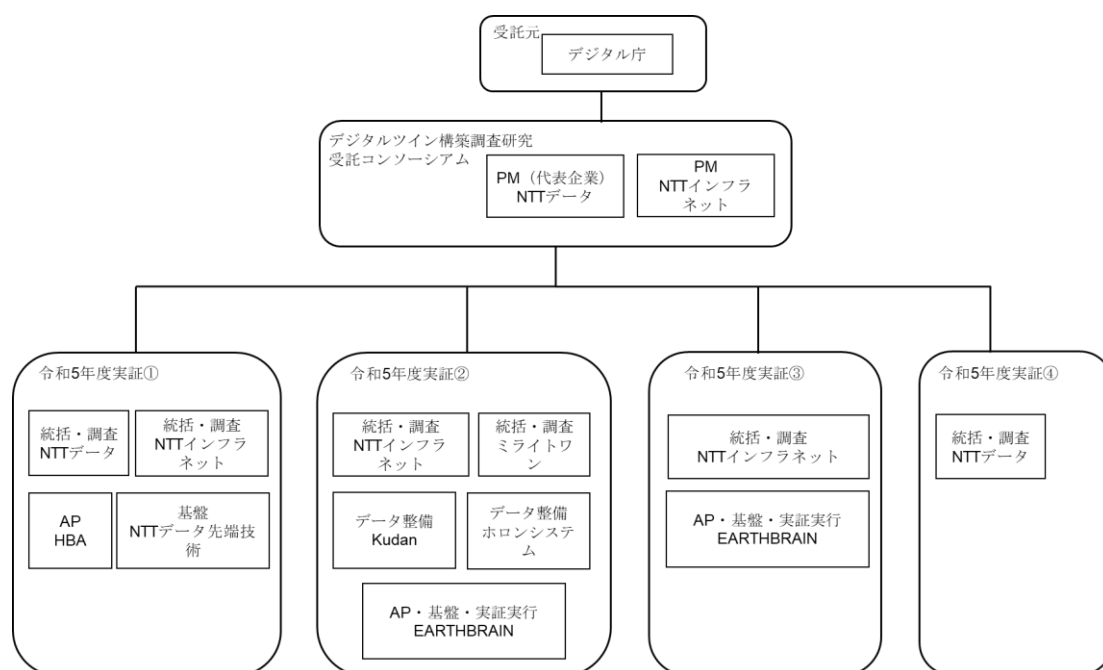 受託元
デジタル庁
デジタルツイン構築調査研究
受託コンソーシアム
PM（代表企業）
NTTデータ
PM
NTTインフラ
ネット
令和5年度実証①
統括・調査
NTTデータ
統括・調査
NTTインフラ
ネット
AP
HBA
基盤
NTTデータ先端技
術
令和5年度実証②
統括・調査
NTTインフラ
ネット
統括・調査
ミライトワ
ン
データ整備
Kudan
データ整備
ホロンシステ
ム
AP・基盤・実証実行
EARTHBRAIN
令和5年度実証③
統括・調査
NTTインフラネット
AP・基盤・実証実行
EARTHBRAIN
令和5年度実証④
統括・調査
NTTデータ